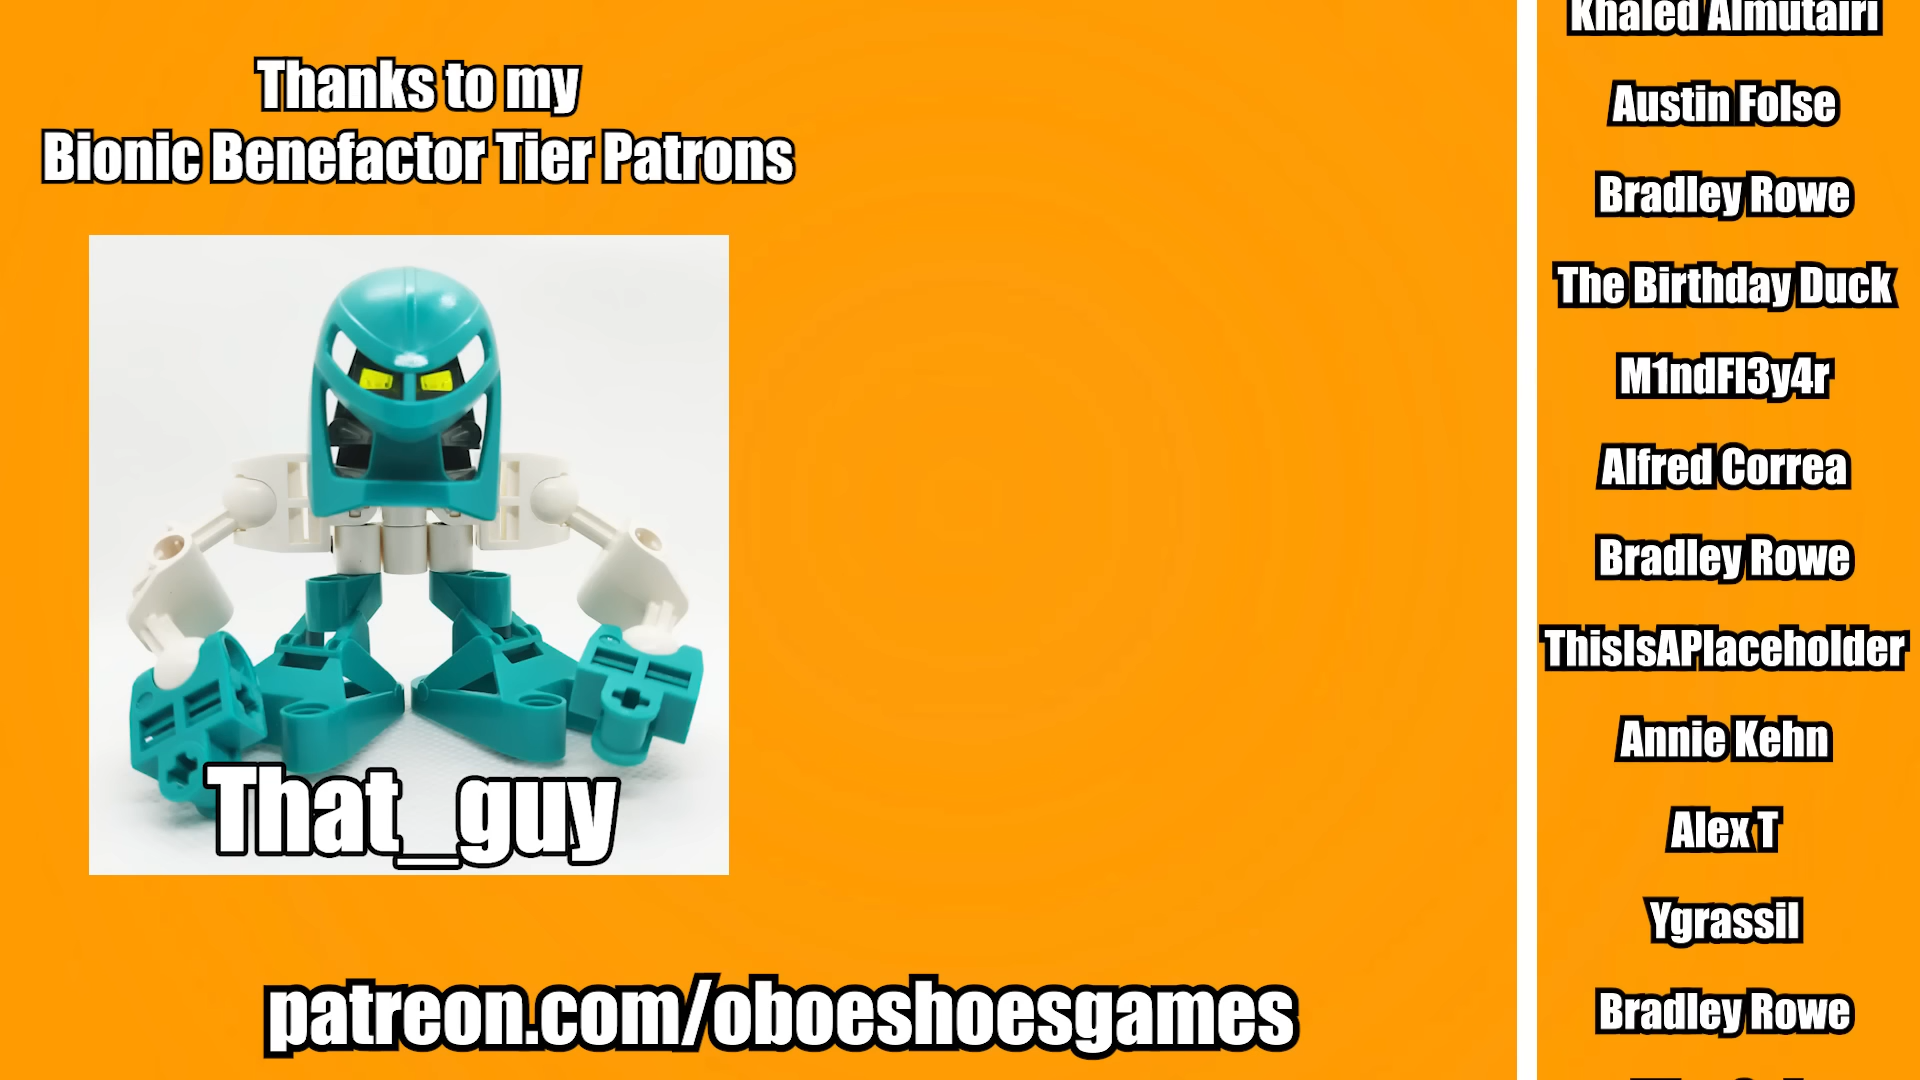 Thanks to my
Bionic Benefactor Tier Patrons
That_guy
patreon.com/oboeshoesgames
Khaled Almutairi
Austin Folse
Bradley Rowe
The Birthday Duck
M1ndFl3y4r
Alfred Correa
Bradley Rowe
ThisIsAPlaceholder
Annie Kehn
Alex T
Ygrassil
Bradley Rowe